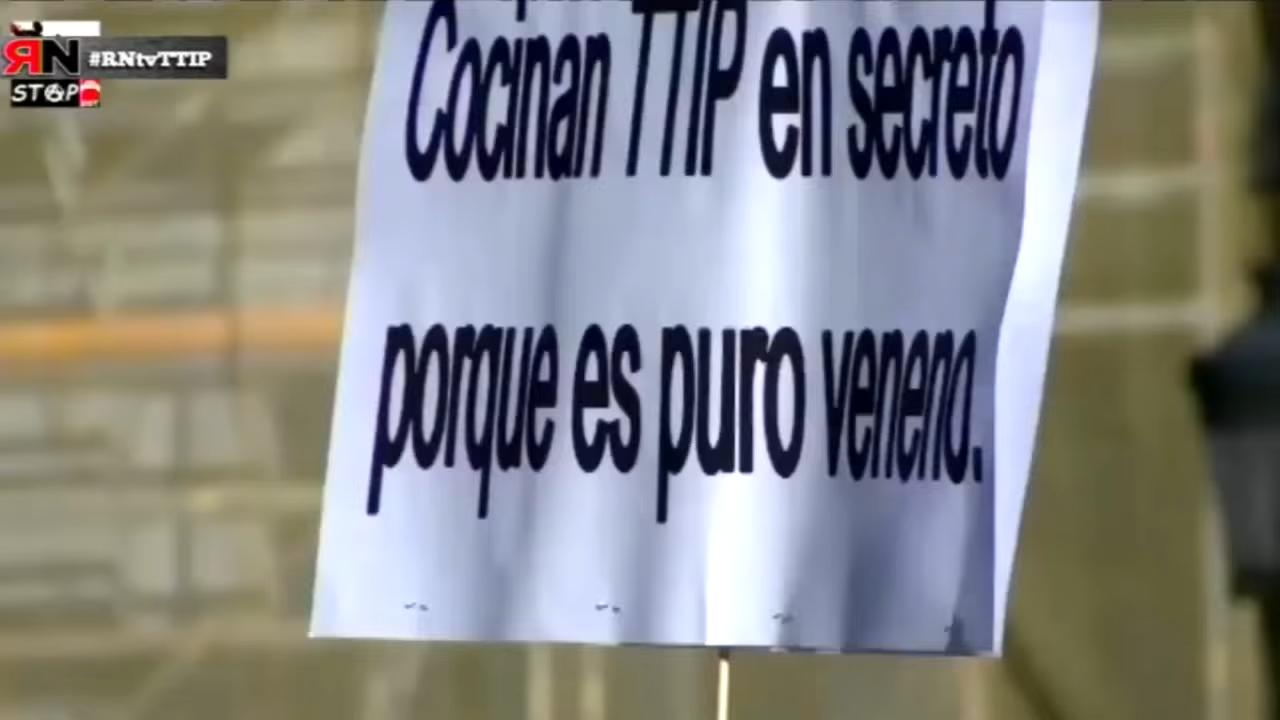 RN #RNtvTTIP
STOP
Cocinan TTIP en secreto
porque es puro veneno.